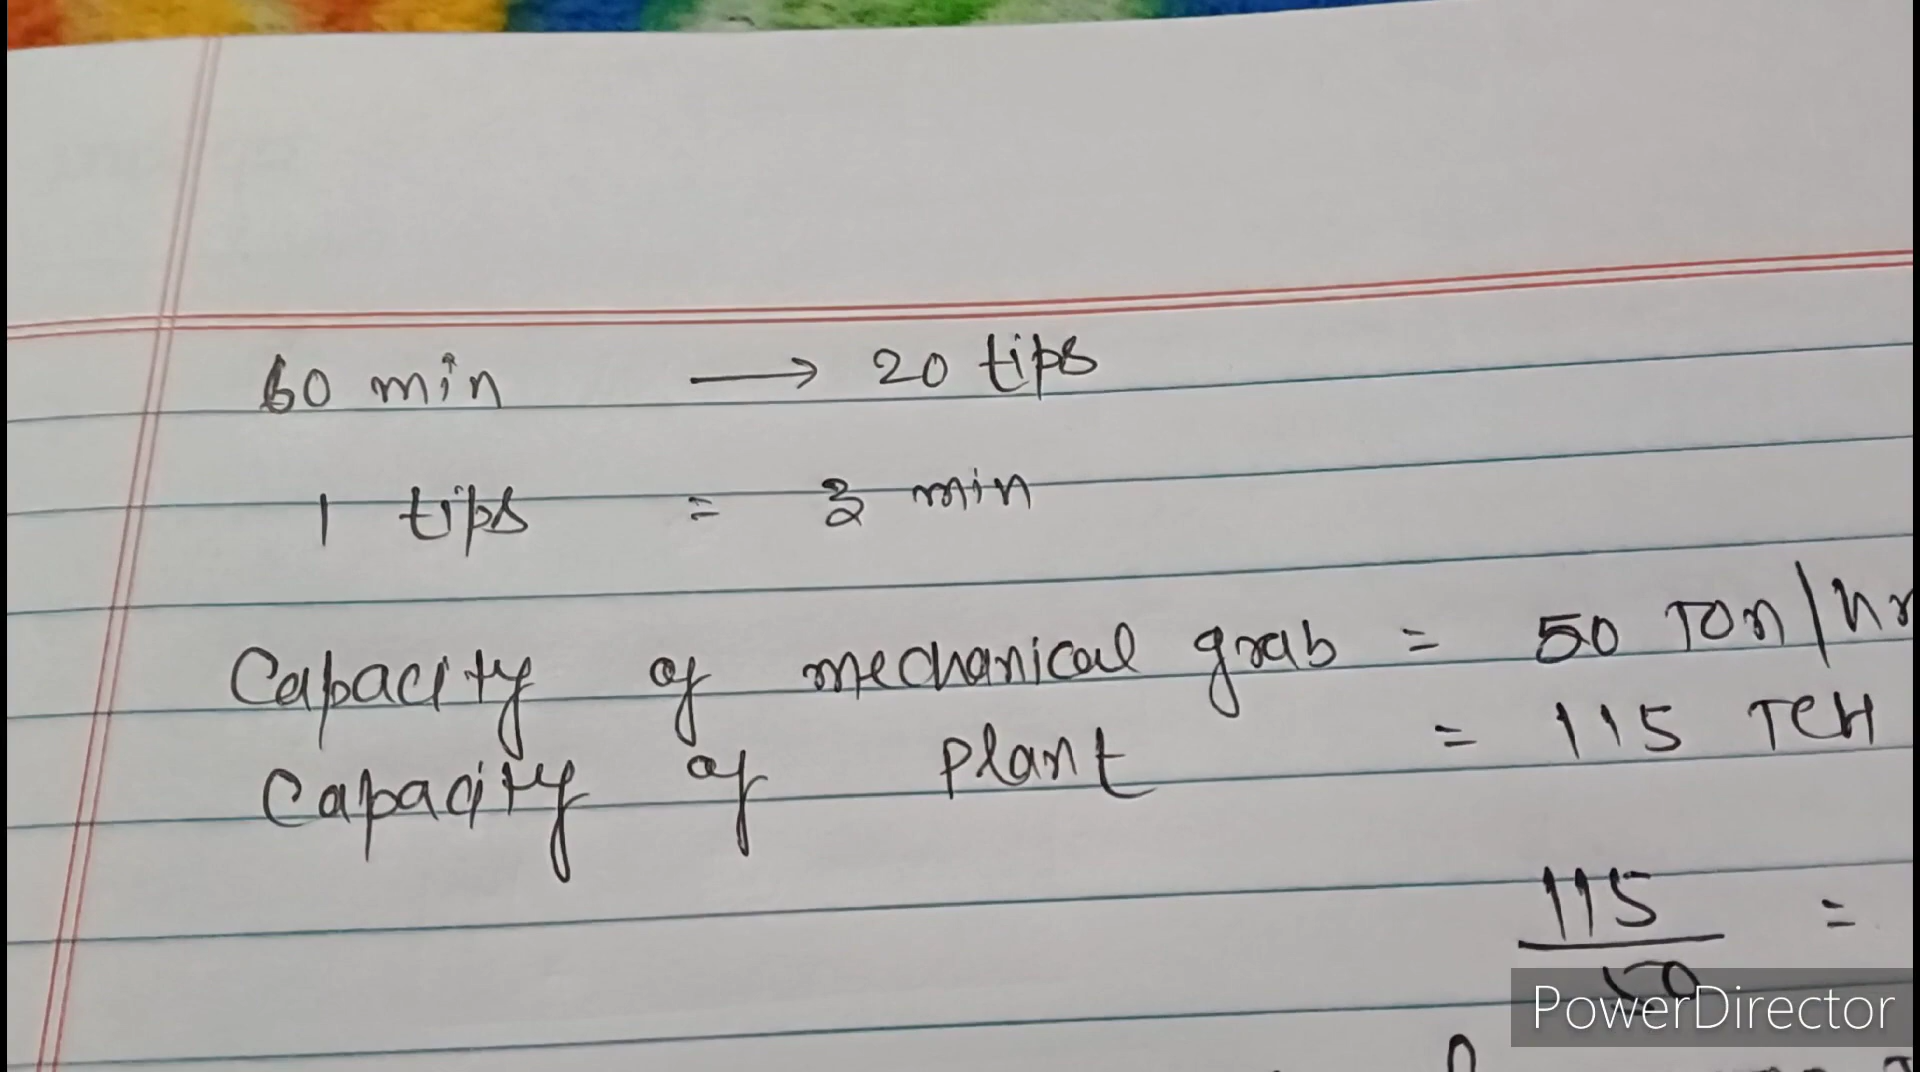 60 min → 20 tips
1 tips = 3 min
Capacity of mechanical grab = 50 TON/hr
Capacity of plant = 115 TCH
115 =
50
PowerDirector